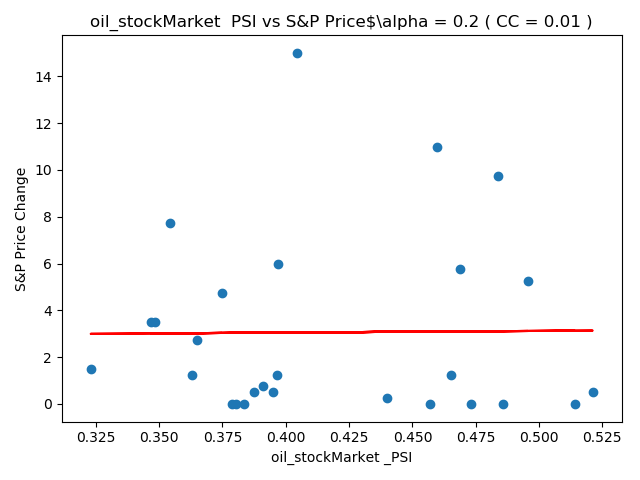 oil_stockMarket  PSI vs S&P Price$\alpha = 0.2 ( CC = 0.01 )
S&P Price Change
14
12
10
8
6
4
2
0
0.325 0.350 0.375 0.400 0.425 0.450 0.475 0.500 0.525
oil_stockMarket _PSI